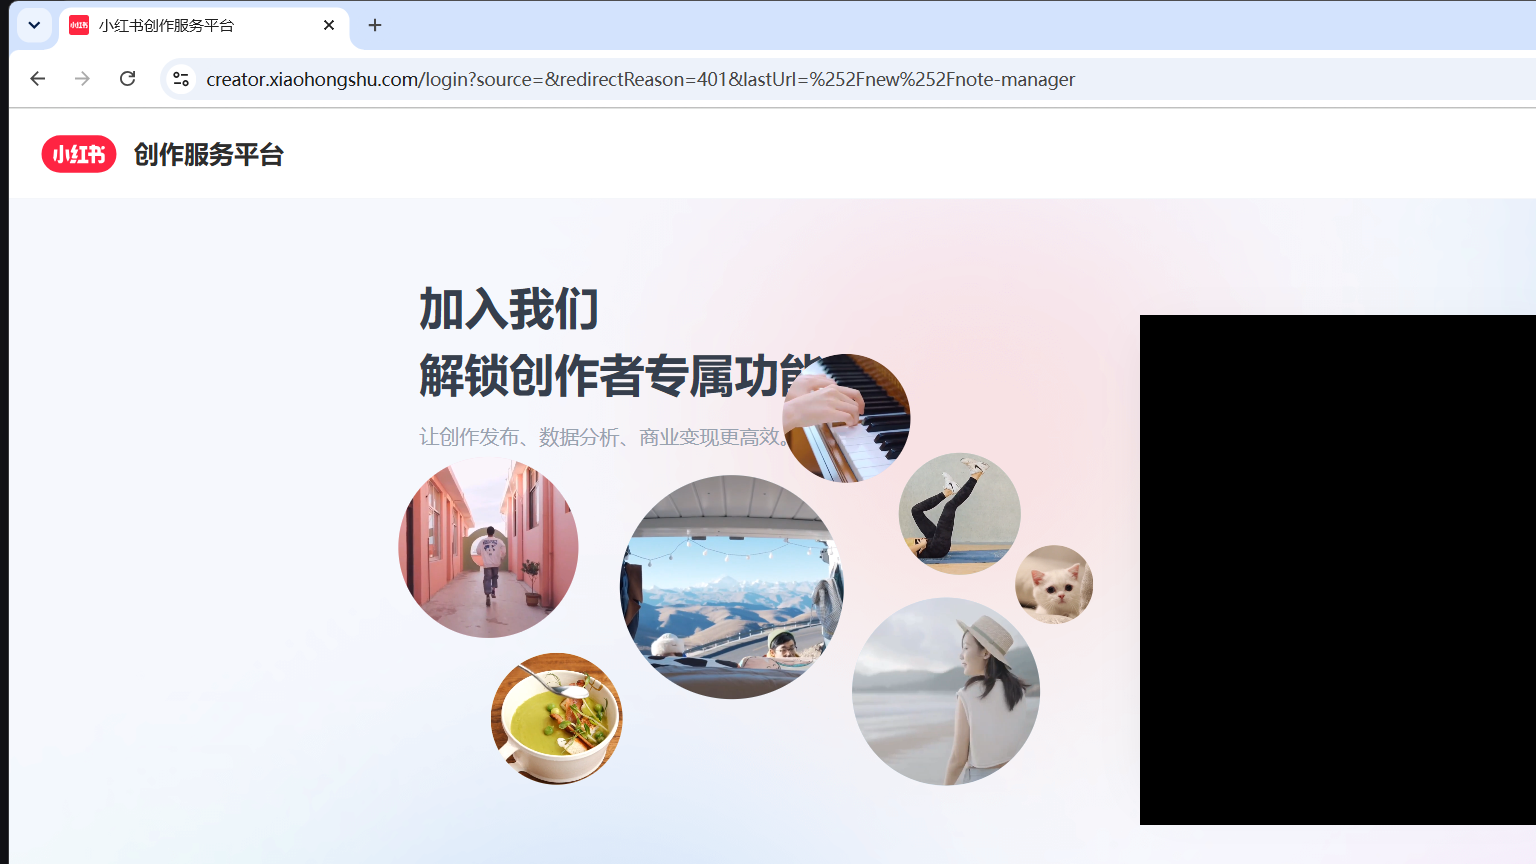 小红书创作服务平台
creator.xiaohongshu.com/login?source=&redirectReason=401&lastUrl=%252Fnew%252Fnote-manager
小红书 创作服务平台
加入我们
解锁创作者专属功能
让创作发布、数据分析、商业变现更高效。